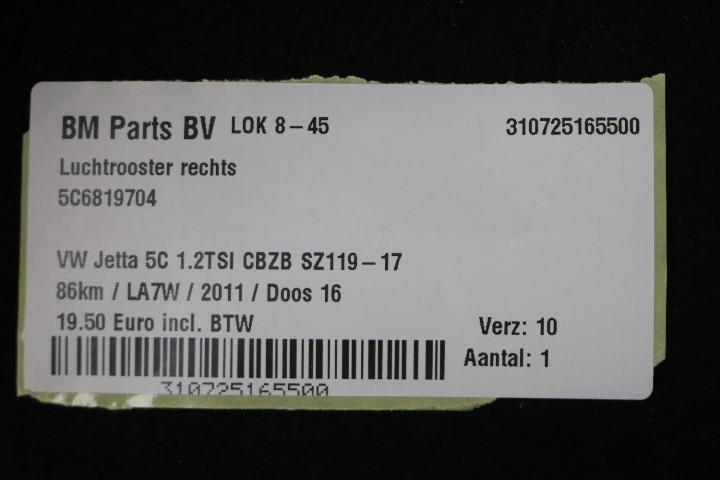 BM Parts BV LOK 8-45 310725165500
Luchtrooster rechts
5C6819704
VW Jetta 5C 1.2TSI CBZB SZ119-17
86km / LA7W / 2011 / Doos 16
19.50 Euro incl. BTW Verz: 10
Aantal: 1
310725165500